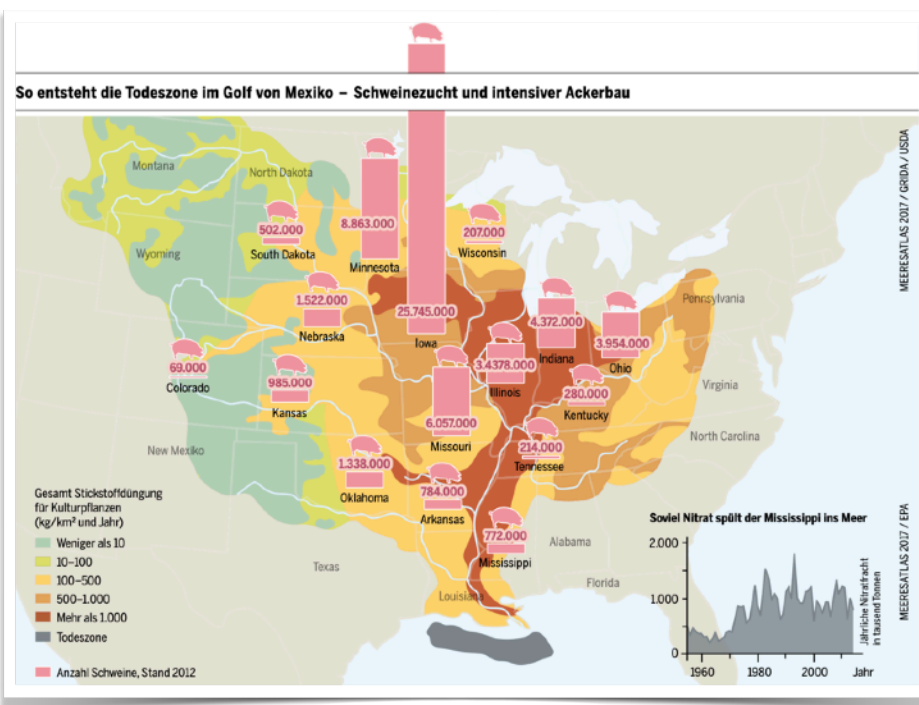 So entsteht die Todeszone im Golf von Mexiko – Schweinezucht und intensiver Ackerbau
MEERESATLAS 2017 / GRIDA / USDA
Montana
North Dakota
8.863.000
Minnesota
207.000
Wisconsin
502.000
South Dakota
Wyoming
1.522.000
Nebraska
25.745.000
Iowa
4.372.000
Indiana
3.954.000
Ohio
Pennsylvania
69.000
Colorado
985.000
Kansas
3.4378.000
Illinois
280.000
Kentucky
Virginia
6.057.000
Missouri
North Carolina
New Mexico
1.338.000
Oklahoma
214.000
Tennessee
784.000
Arkansas
772.000
Mississippi
Alabama
Texas
Louisiana
Florida
Gesamt Stickstoffdüngung
für Kulturpflanzen
(kg/km² und Jahr)
Weniger als 10
10–100
100–500
500–1.000
Mehr als 1.000
Todeszone
Anzahl Schweine, Stand 2012
Soviel Nitrat spült der Mississippi ins Meer
2.000
1.000
0
1960
1980
2000
Jahr
Jährliche Nitratfracht
in tausend Tonnen
MEERESATLAS 2017 / EPA